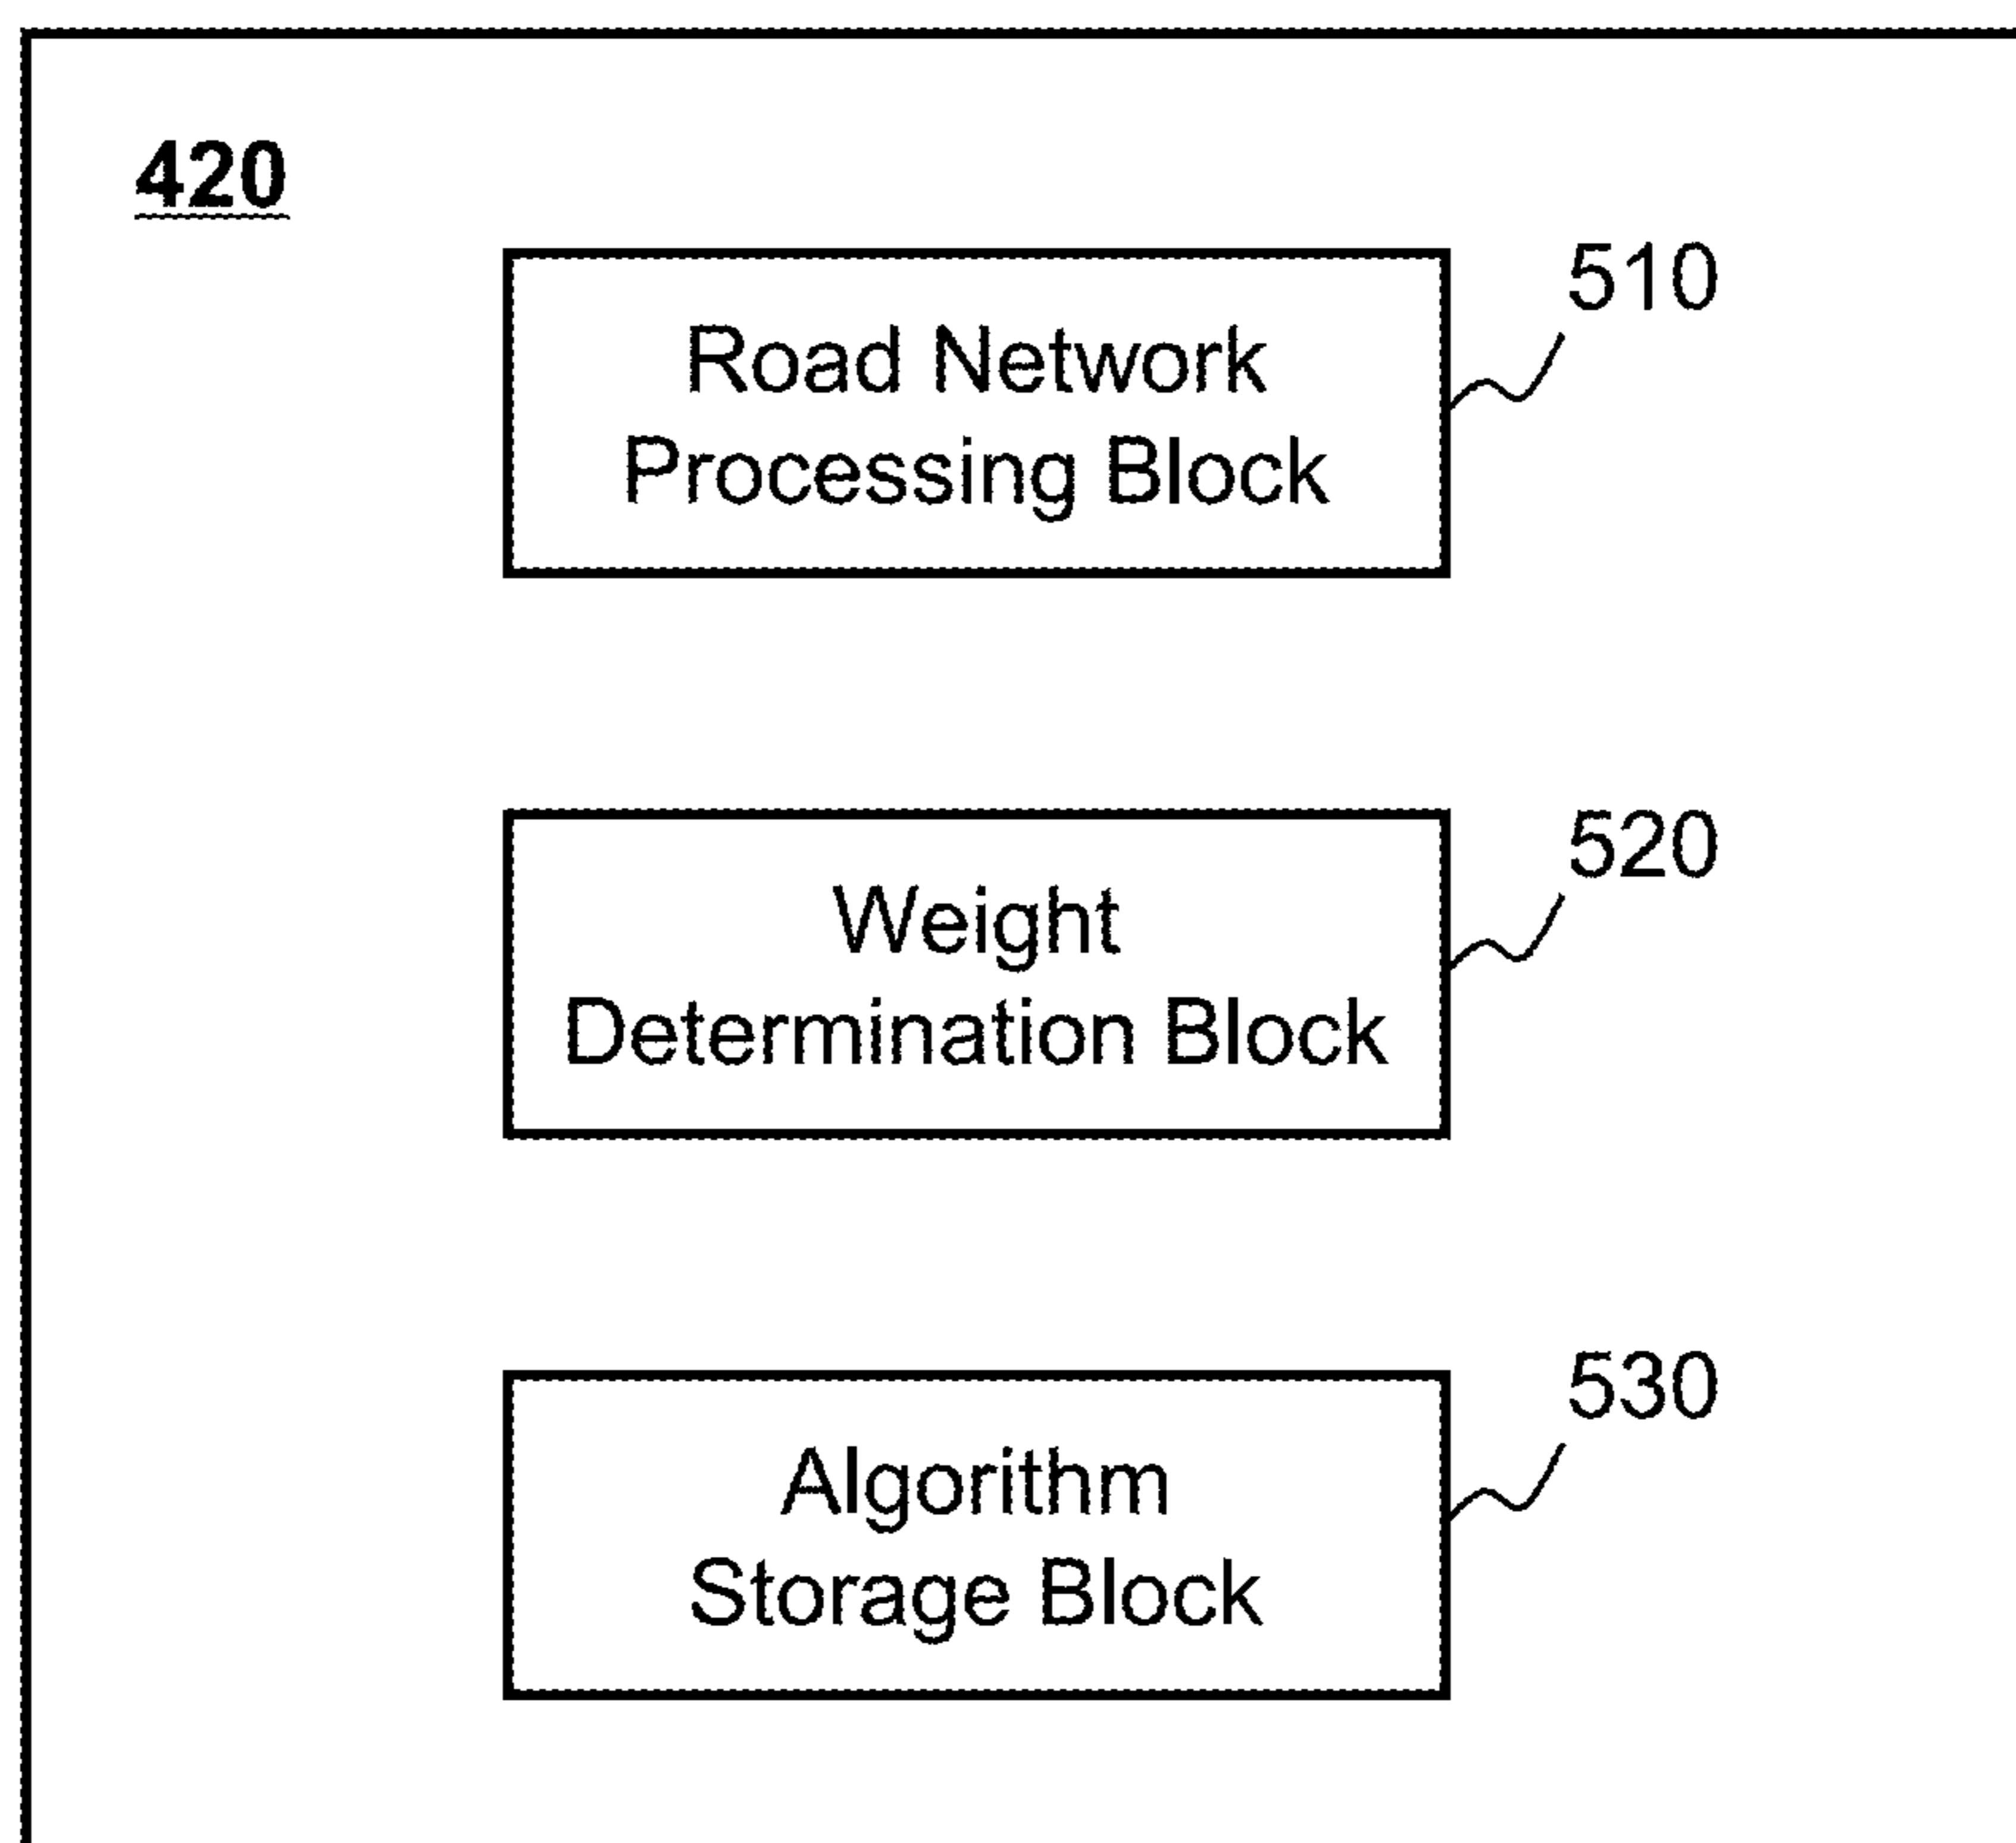 420
510
Road Network
Processing Block
520
Weight
Determination Block
530
Algorithm
Storage Block